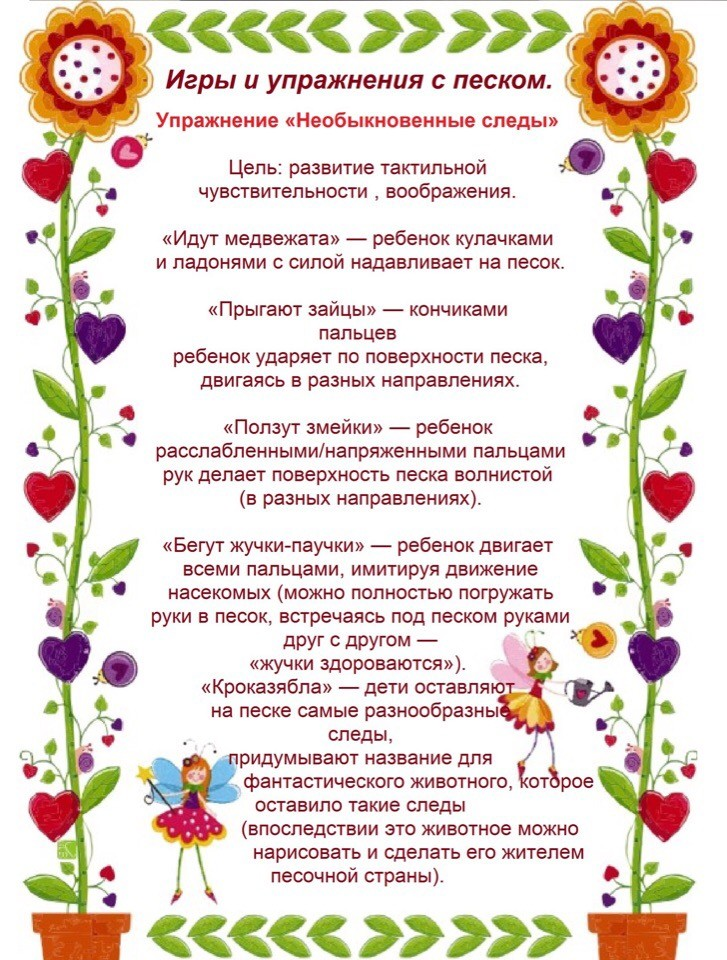 Игры и упражнения с песком.
Упражнение «Необыкновенные следы»
Цель: развитие тактильной
чувствительности , воображения.
«Идут медвежата» — ребенок кулачками
и ладонями с силой надавливает на песок.
«Прыгают зайцы» — кончиками
пальцев
ребенок ударяет по поверхности песка,
двигаясь в разных направлениях.
«Ползут змейки» — ребенок
расслабленными/напряженными пальцами
рук делает поверхность песка волнистой
(в разных направлениях).
«Бегут жучки-паучки» — ребенок двигает
всеми пальцами, имитируя движение
насекомых (можно полностью погружать
руки в песок, встречаясь под песком руками
друг с другом —
«жучки здороваются»).
«Кроказябла» — дети оставляют
на песке самые разнообразные
следы,
придумывают название для
фантастического животного, которое
оставило такие следы
(впоследствии это животное можно
нарисовать и сделать его жителем
песочной страны).